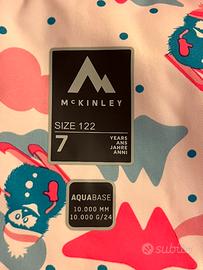 McKINLEY
SIZE 122
7
YEARS
ANS
JAHRE
ANNI
AQUABASE
10.000 MM
10.000 G/24
subito